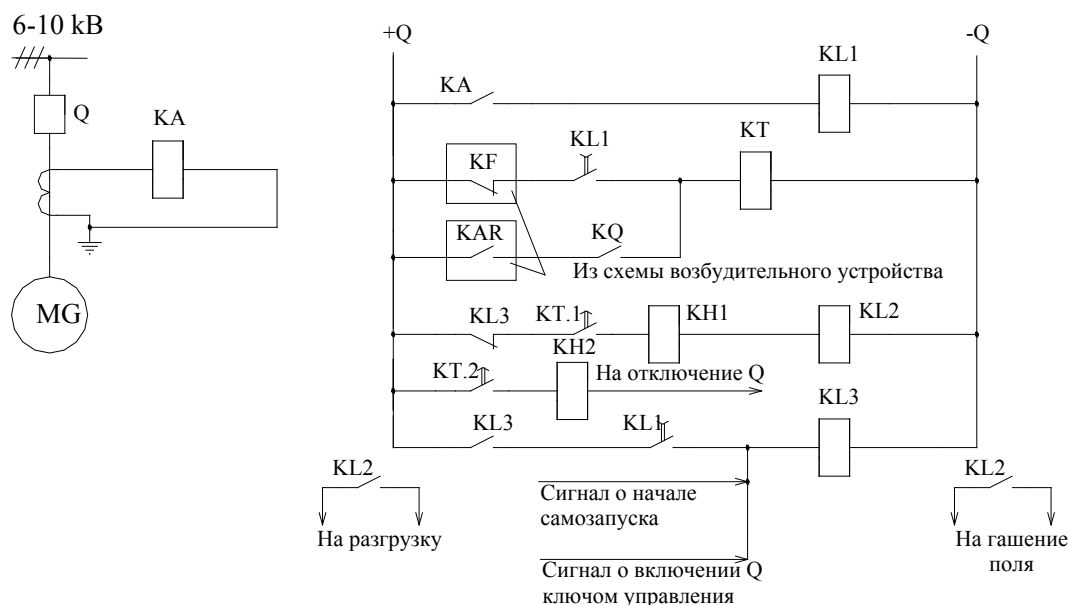 6-10 kВ
Q
KA
MG
+Q
-Q
KA
KL1
KF
KL1
KT
KAR
KQ
Из схемы возбудительного устройства
KL3
KT.1
KH1
KL2
KT.2
KH2
На отключение Q
KL3
KL1
KL3
KL2
На разгрузку
Сигнал о начале
самозапуска
Сигнал о включении Q
ключом управления
KL2
На гашение
поля